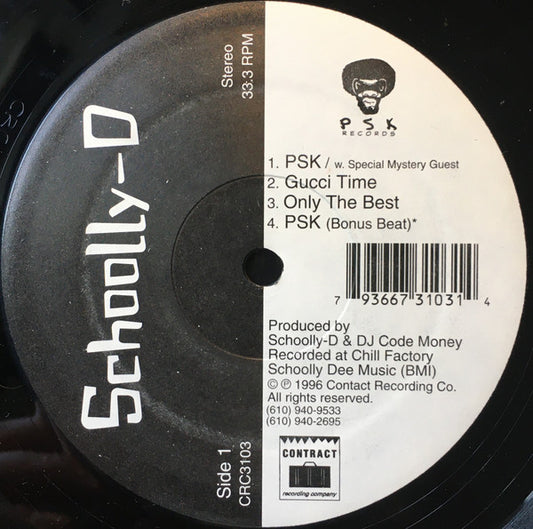 Schoolly-D
Stereo
33.3 RPM
Side 1
CRC3103
PSK
RECORDS
1. PSK / w. Special Mystery Guest
2. Gucci Time
3. Only The Best
4. PSK (Bonus Beat)*
7 93667 31031 4
Produced by
Schoolly-D & DJ Code Money
Recorded at Chill Factory
Schoolly Dee Music (BMI)
© ℗ 1996 Contact Recording Co.
All rights reserved.
(610) 940-9533
(610) 940-2695
CONTRACT
recording company